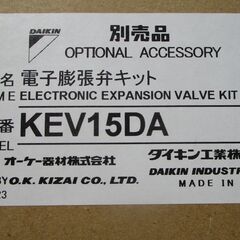 DAIKIN 別売品
OPTIONAL ACCESSORY
名 電子膨張弁キット
ME ELECTRONIC EXPANSION VALVE KIT
番 KEV15DA
EL
オーケー器材株式会社 ダイキン工業株
BY O.K. KIZAI CO., LTD. DAIKIN INDUSTRI
MADE IN
23